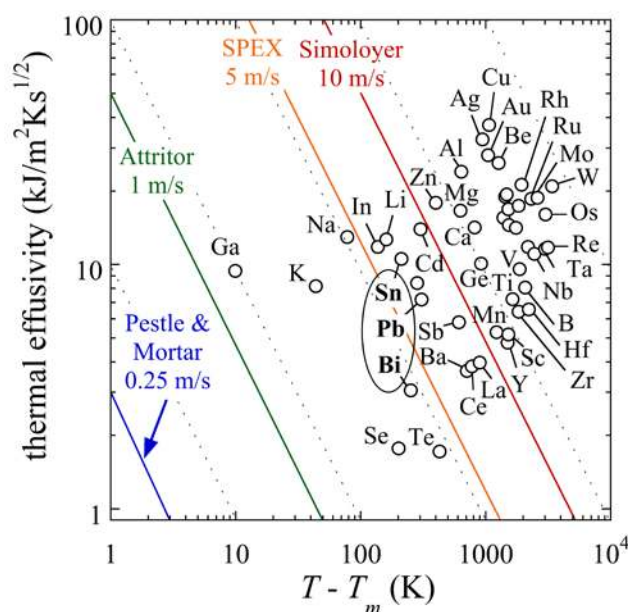 100
SPEX
5 m/s
Simoloyer
10 m/s
Cu
Ag
Au
Rh
Ru
Be
Mo
Al
W
Attritor
1 m/s
Zn
Mg
Li
In
Os
Na
Ca
Cd
Ga
K
Re
Ta
10
Ge
V
Nb
Sn
Ti
B
Pb
Sb
Mn
Hf
Pestle &
Mortar
0.25 m/s
Sc
Zr
Bi
Ba
Y
La
Ce
Se
Te
1
1
10
100
1000
10⁴
T - Tₘ (K)
thermal effusivity (kJ/m²Ks¹/²)